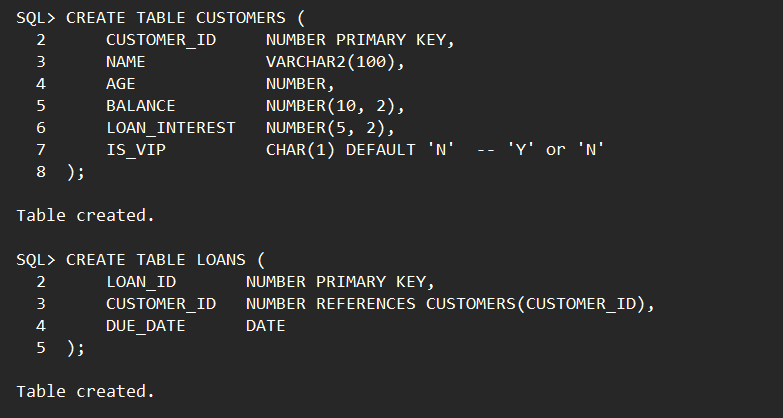 SQL> CREATE TABLE CUSTOMERS (
  2      CUSTOMER_ID     NUMBER PRIMARY KEY,
  3      NAME            VARCHAR2(100),
  4      AGE             NUMBER,
  5      BALANCE         NUMBER(10, 2),
  6      LOAN_INTEREST   NUMBER(5, 2),
  7      IS_VIP          CHAR(1) DEFAULT 'N'  -- 'Y' or 'N'
  8  );
Table created.
SQL> CREATE TABLE LOANS (
  2      LOAN_ID       NUMBER PRIMARY KEY,
  3      CUSTOMER_ID   NUMBER REFERENCES CUSTOMERS(CUSTOMER_ID),
  4      DUE_DATE      DATE
  5  );
Table created.